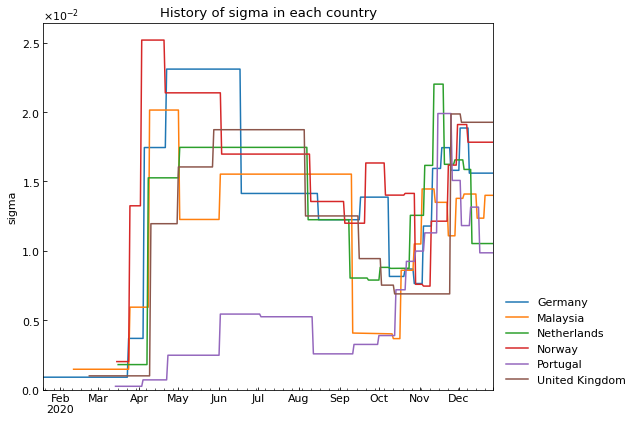 History of sigma in each country
×10⁻²
2.5
2.0
1.5
1.0
0.5
0.0
sigma
Feb Mar Apr May Jun Jul Aug Sep Oct Nov Dec
2020
Germany
Malaysia
Netherlands
Norway
Portugal
United Kingdom